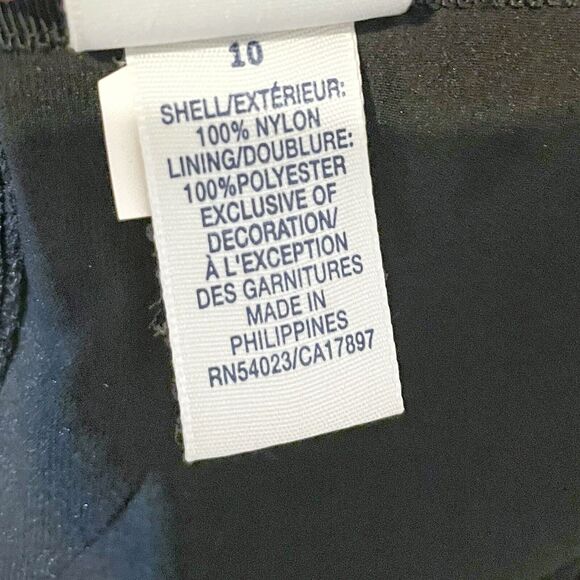 10
SHELL/EXTÉRIEUR:
100% NYLON
LINING/DOUBLURE:
100%POLYESTER
EXCLUSIVE OF
DECORATION/
À L'EXCEPTION
DES GARNITURES
MADE IN
PHILIPPINES
RN54023/CA17897